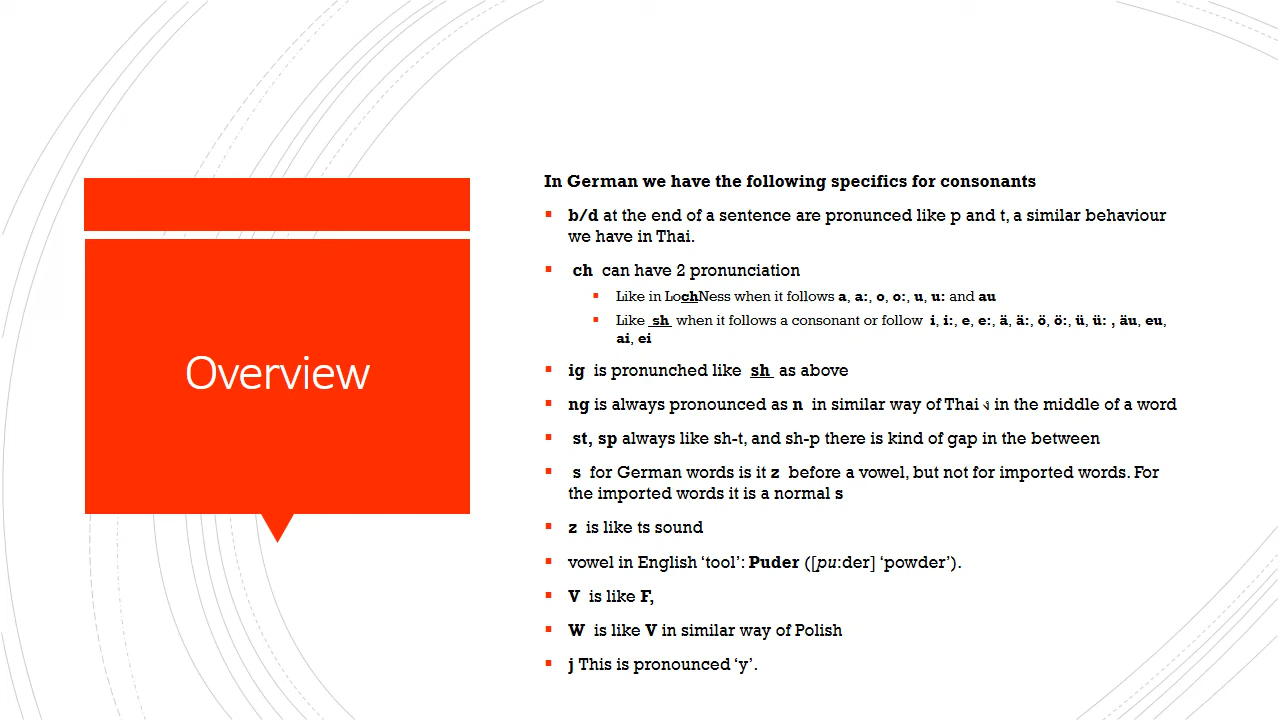 Overview
In German we have the following specifics for consonants
b/d at the end of a sentence are pronunced like p and t, a similar behaviour
we have in Thai.
ch can have 2 pronunciation
Like in LochNess when it follows a, a:, o, o:, u, u: and au
Like sh when it follows a consonant or follow i, i:, e, e:, ä, ä:, ö, ö:, ü, ü: , äu, eu,
ai, ei
ig is pronunched like sh as above
ng is always pronounced as n in similar way of Thai ง in the middle of a word
st, sp always like sh-t, and sh-p there is kind of gap in the between
s for German words is it z before a vowel, but not for imported words. For
the imported words it is a normal s
z is like ts sound
vowel in English ‘tool’: Puder ([pu:der] ‘powder’).
V is like F,
W is like V in similar way of Polish
j This is pronounced ‘y’.